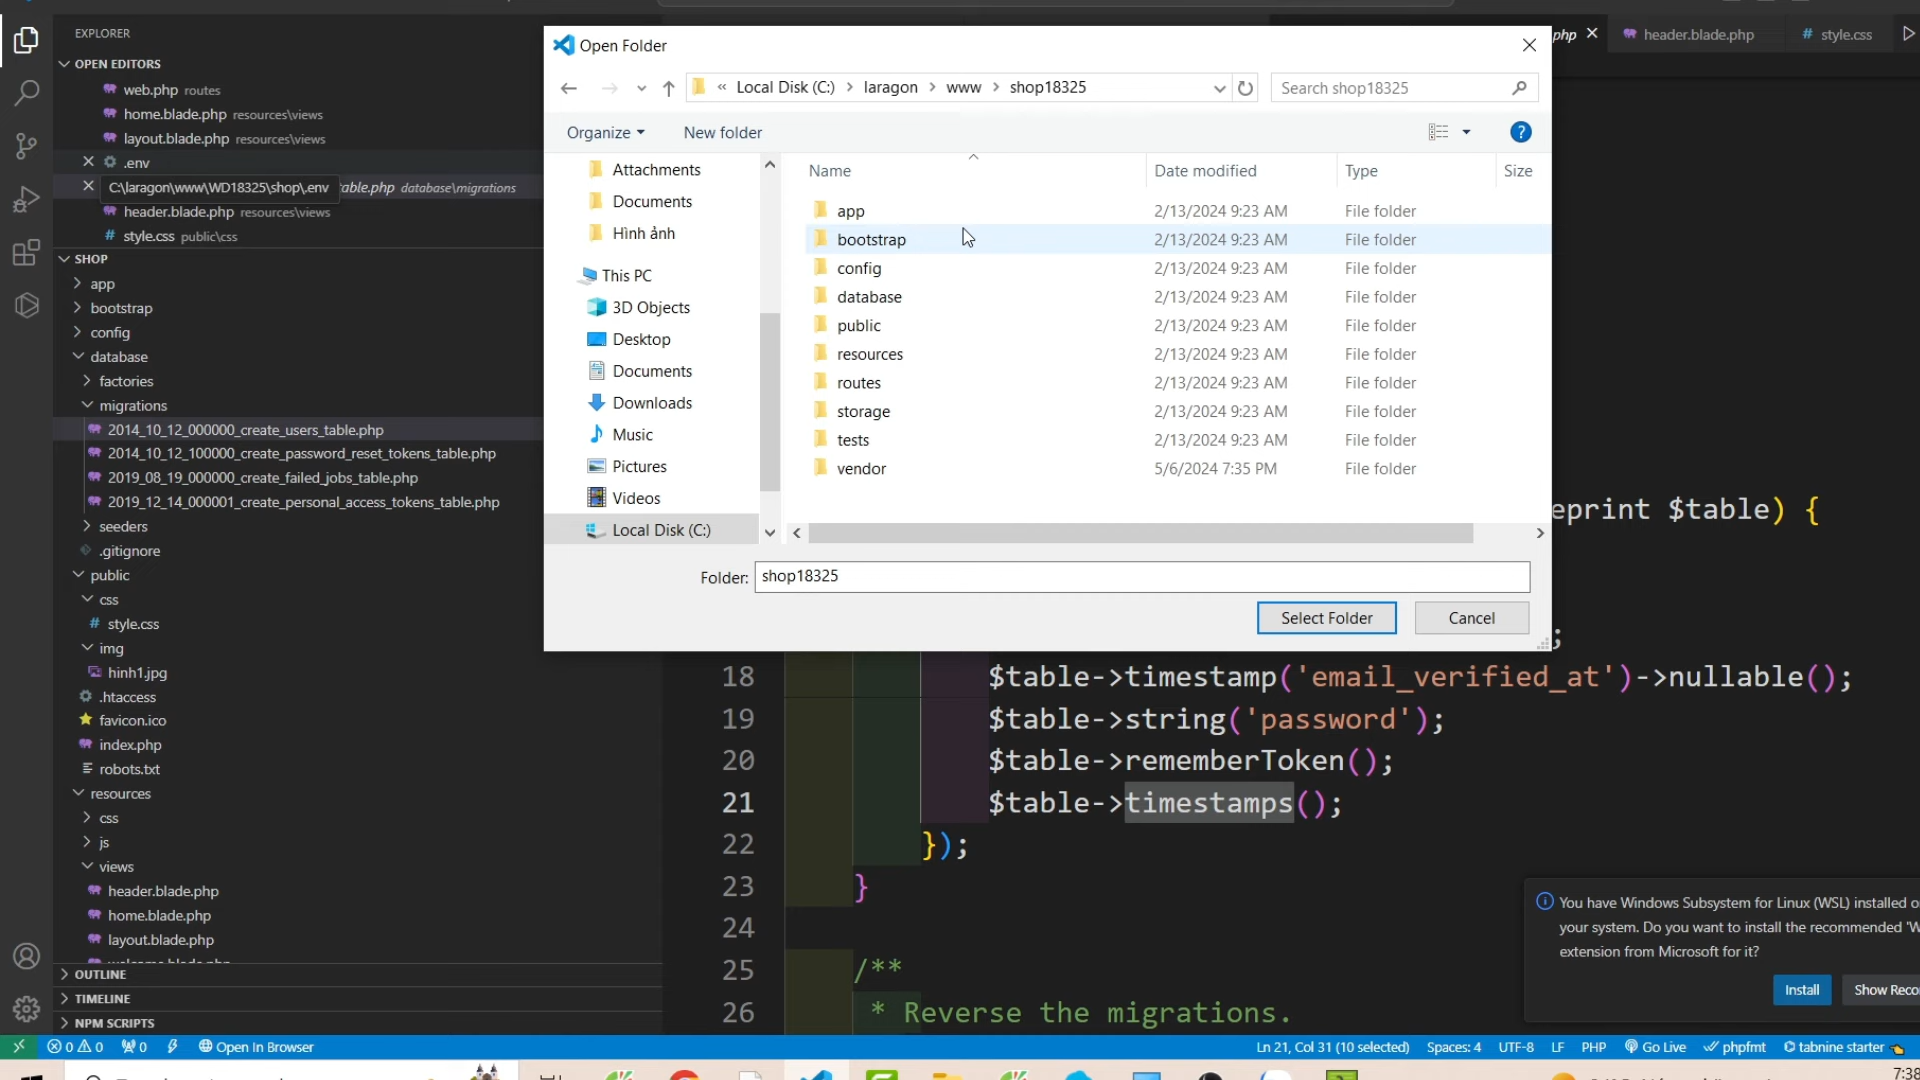 EXPLORER
OPEN EDITORS
web.php routes
home.blade.php resources\views
layout.blade.php resources\views
.env
C:\laragon\www\WD18325\shop\.env
table.php database\migrations
header.blade.php resources\views
# style.css public\css
SHOP
app
bootstrap
config
database
factories
migrations
2014_10_12_000000_create_users_table.php
2014_10_12_100000_create_password_reset_tokens_table.php
2019_08_19_000000_create_failed_jobs_table.php
2019_12_14_000001_create_personal_access_tokens_table.php
seeders
.gitignore
public
css
# style.css
img
hinh1.jpg
.htaccess
favicon.ico
index.php
robots.txt
resources
css
js
views
header.blade.php
home.blade.php
layout.blade.php
OUTLINE
TIMELINE
NPM SCRIPTS
Open Folder
« Local Disk (C:) > laragon > www > shop18325
Search shop18325
Organize
New folder
Attachments
Documents
Hình ảnh
This PC
3D Objects
Desktop
Documents
Downloads
Music
Pictures
Videos
Local Disk (C:)
Name Date modified Type Size
app 2/13/2024 9:23 AM File folder
bootstrap 2/13/2024 9:23 AM File folder
config 2/13/2024 9:23 AM File folder
database 2/13/2024 9:23 AM File folder
public 2/13/2024 9:23 AM File folder
resources 2/13/2024 9:23 AM File folder
routes 2/13/2024 9:23 AM File folder
storage 2/13/2024 9:23 AM File folder
tests 2/13/2024 9:23 AM File folder
vendor 5/6/2024 7:35 PM File folder
Folder: shop18325
Select Folder
Cancel
php
header.blade.php
# style.css
eprint $table) {
;
18 $table->timestamp('email_verified_at')->nullable();
19 $table->string('password');
20 $table->rememberToken();
21 $table->timestamps();
22 });
23 }
24
25 /**
26 * Reverse the migrations.
You have Windows Subsystem for Linux (WSL) installed
your system. Do you want to install the recommended
extension from Microsoft for it?
Install
Show
0 0 0
Open In Browser
Ln 21, Col 31 (10 selected)
Spaces: 4
UTF-8
LF
PHP
Go Live
phpfmt
tabnine starter
7:38